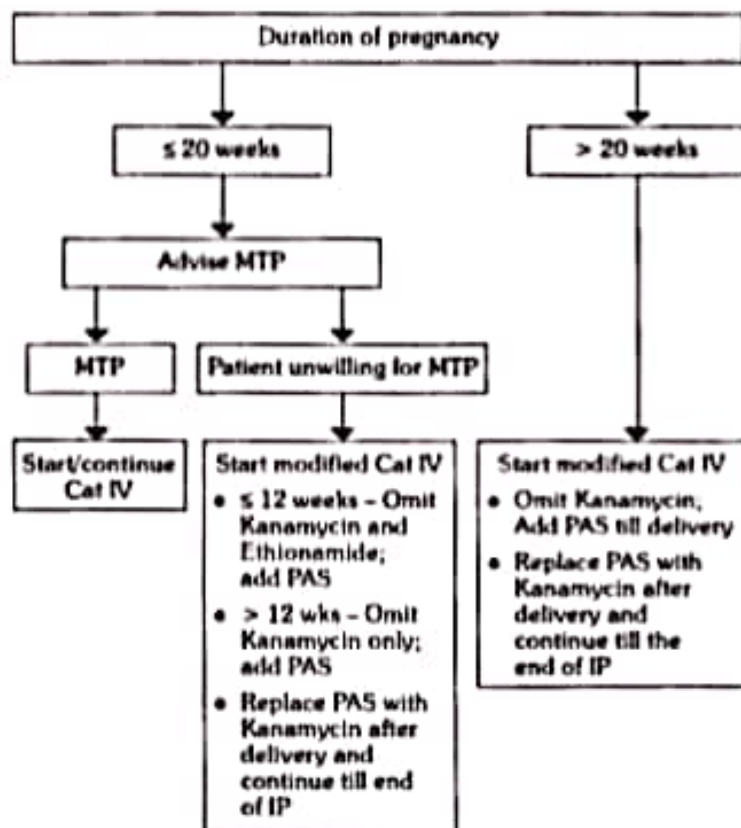 Duration of pregnancy
≤ 20 weeks
> 20 weeks
Advise MTP
MTP
Patient unwilling for MTP
Start/continue
Cat IV
Start modified Cat IV
• ≤ 12 weeks – Omit
Kanamycin and
Ethionamide;
add PAS
• > 12 wks – Omit
Kanamycin only;
add PAS
• Replace PAS with
Kanamycin after
delivery and
continue till end
of IP
Start modified Cat IV
• Omit Kanamycin;
Add PAS till delivery
• Replace PAS with
Kanamycin after
delivery and
continue till the
end of IP